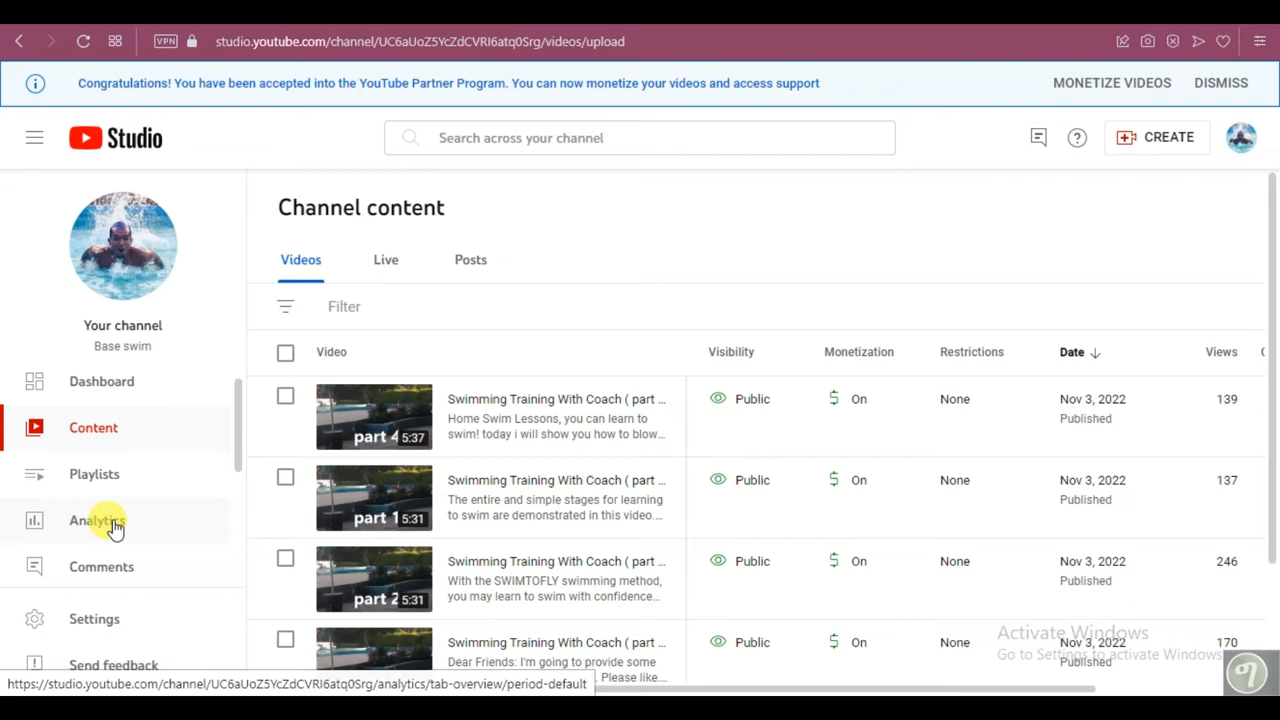 VPN studio.youtube.com/channel/UC6aUoZ5YcZdCVRI6atq0Srg/videos/upload
Congratulations! You have been accepted into the YouTube Partner Program. You can now monetize your videos and access support MONETIZE VIDEOS DISMISS
Studio Search across your channel CREATE
Your channel
Base swim
Dashboard
Content
Playlists
Analytics
Comments
Settings
Send feedback
Channel content
Videos Live Posts
Filter
Video Visibility Monetization Restrictions Date Views
Swimming Training With Coach ( part ... Public On None Nov 3, 2022 139
Home Swim Lessons, you can learn to Published
swim! today i will show you how to blow...
part 4 5:37
Swimming Training With Coach ( part ... Public On None Nov 3, 2022 137
The entire and simple stages for learning Published
to swim are demonstrated in this video....
part 1 5:31
Swimming Training With Coach ( part ... Public On None Nov 3, 2022 246
With the SWIMTOFLY swimming method, Published
you may learn to swim with confidence...
part 2 5:31
Swimming Training With Coach ( part ... Public On None Nov 3, 2022 170
Dear Friends: I'm going to provide some Published
Please like...
Activate Windows
Go to Settings to activate Windows
https://studio.youtube.com/channel/UC6aUoZ5YcZdCVRI6atq0Srg/analytics/tab-overview/period-default